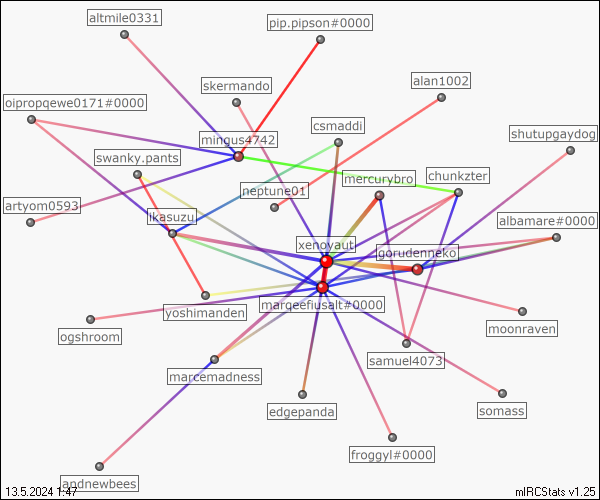 altmile0331
pip.pipson#0000
skermando
alan1002
oipropqewe0171#0000
csmaddi
shutupgaydog
mingus4742
swanky.pants
mercurybro
chunkzter
neptune01
artyom0593
ikasuzu
albamare#0000
xenoyaut
gorudenneko
yoshimanden
marqeefiusalt#0000
moonraven
ogshroom
samuel4073
marcemadness
edgepanda
somass
froggyl#0000
andnewbees
13.5.2024 1:47
mIRCStats v1.25